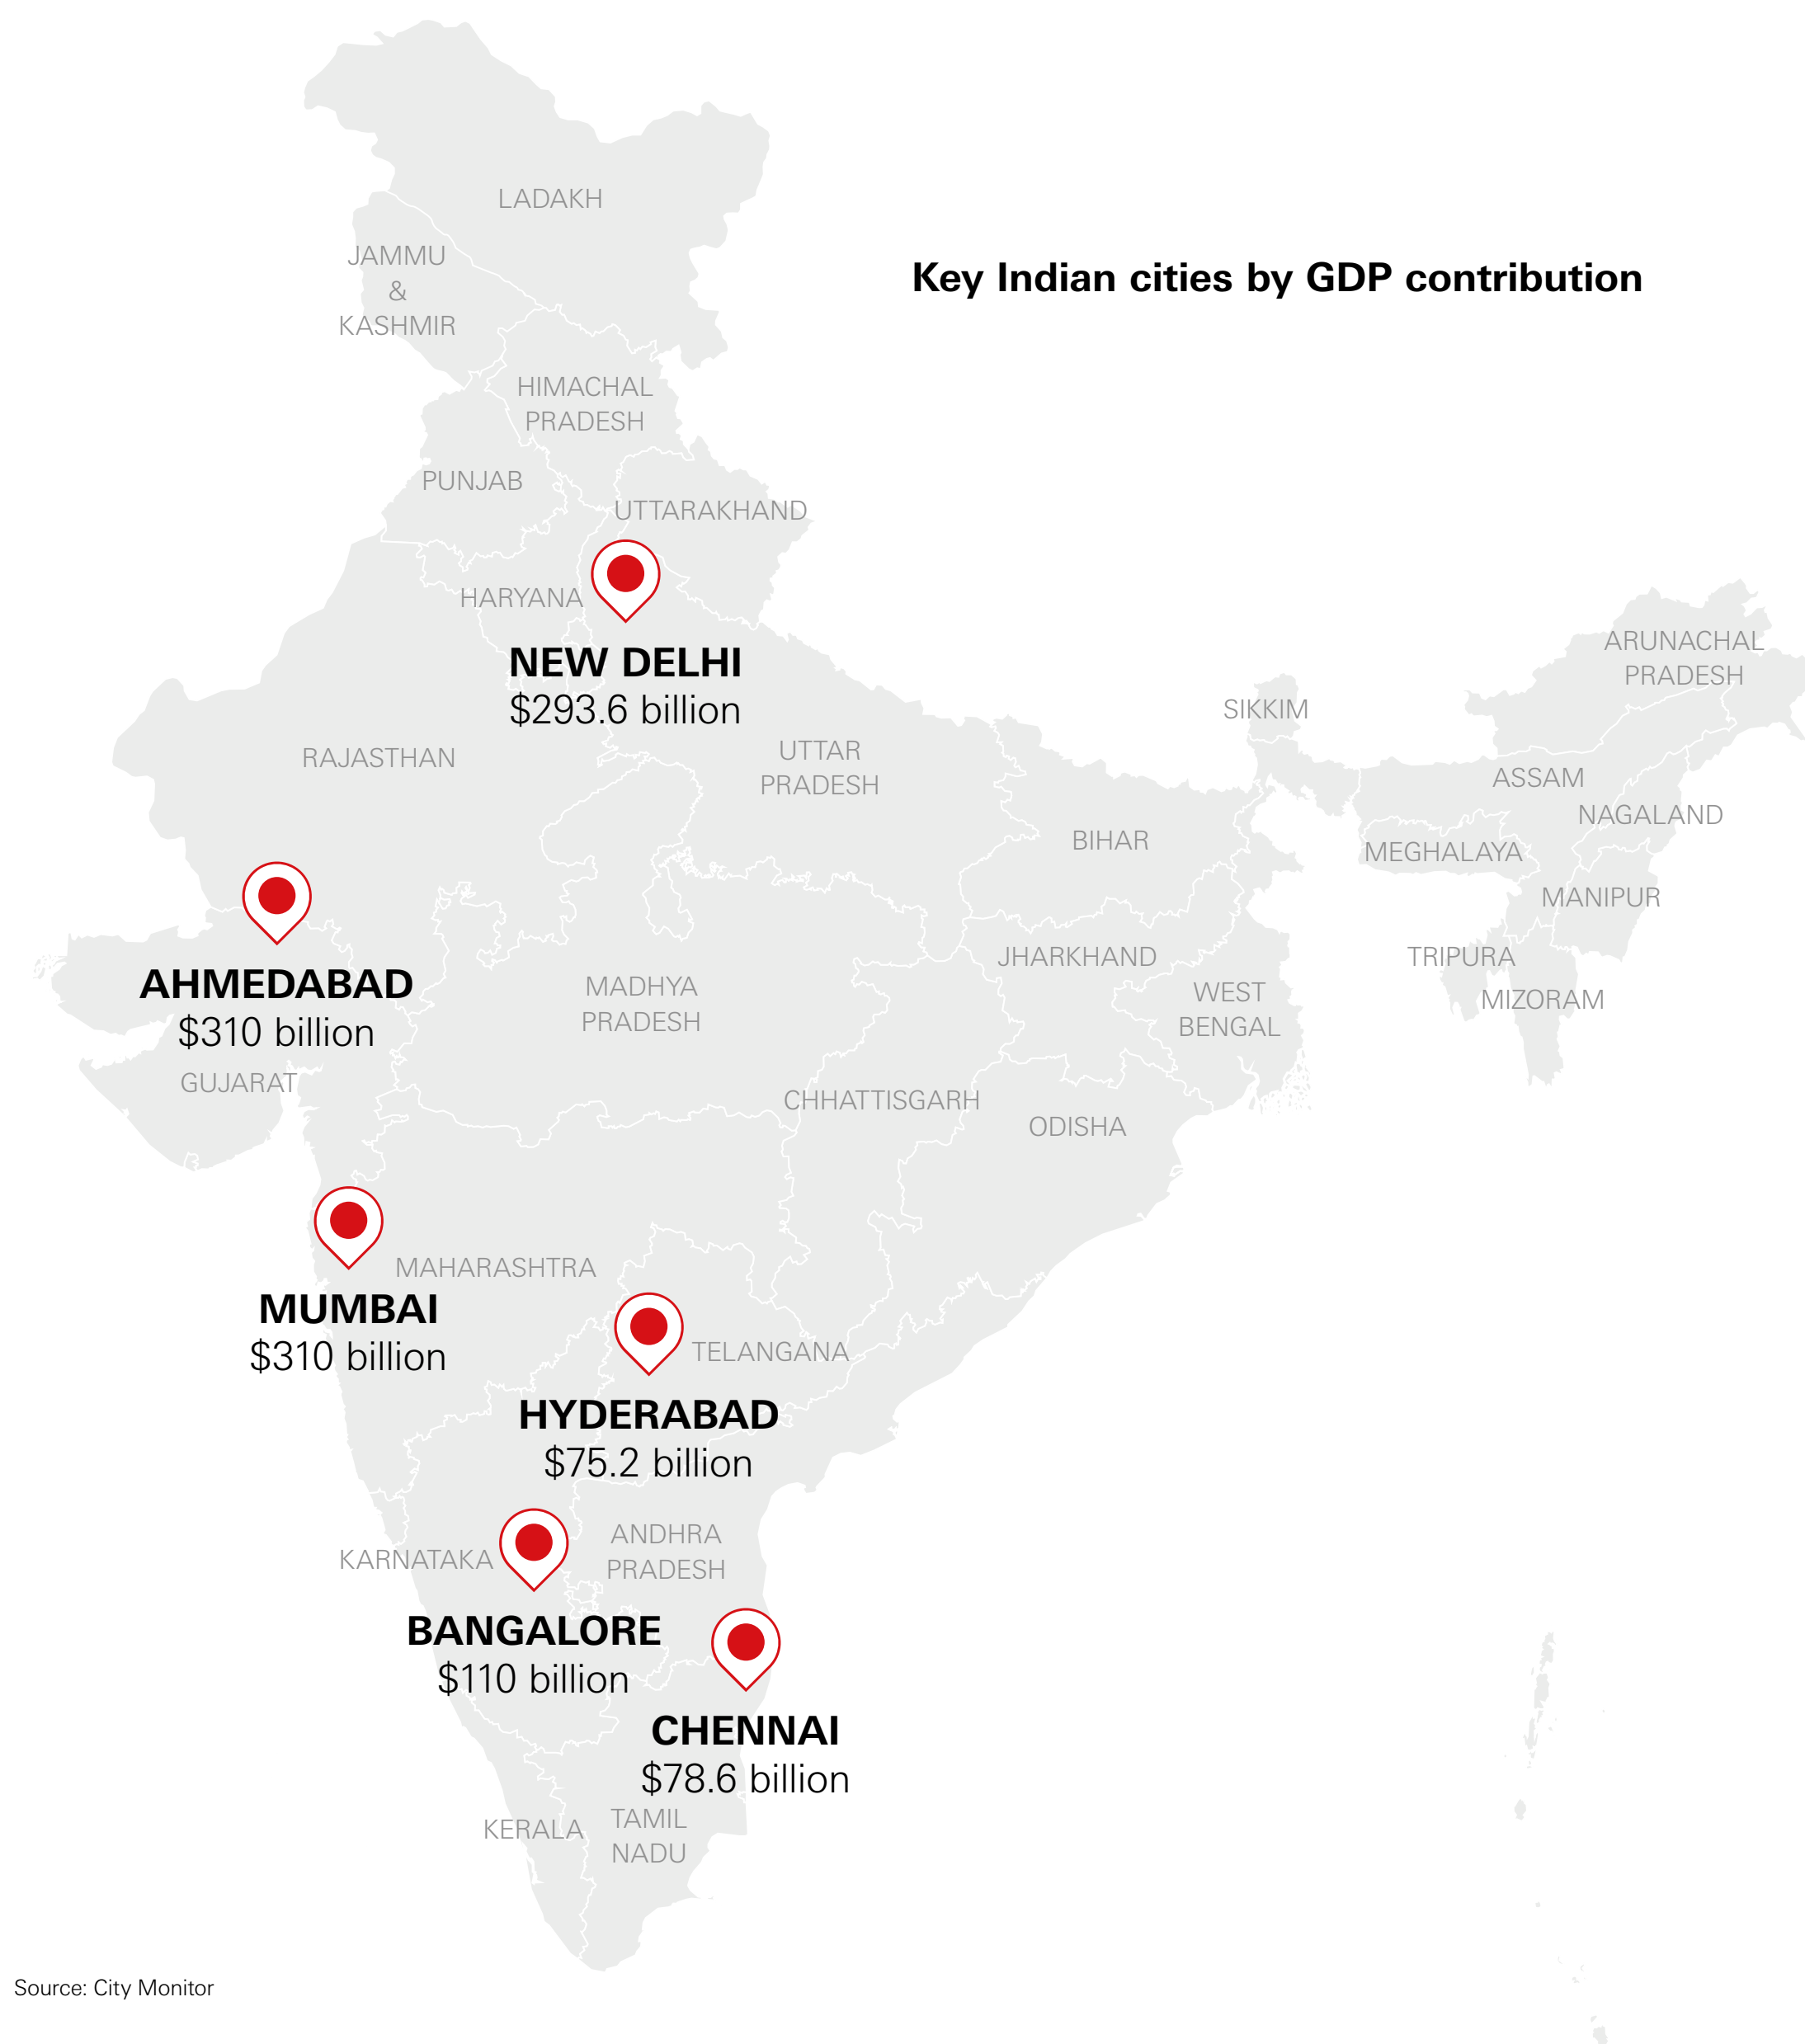 Key Indian cities by GDP contribution
LADAKH
JAMMU
&
KASHMIR
HIMACHAL
PRADESH
PUNJAB
UTTARAKHAND
HARYANA
NEW DELHI
$293.6 billion
ARUNACHAL
PRADESH
SIKKIM
RAJASTHAN
UTTAR
PRADESH
ASSAM
NAGALAND
BIHAR
MEGHALAYA
MANIPUR
AHMEDABAD
$310 billion
GUJARAT
MADHYA
PRADESH
JHARKHAND
WEST
BENGAL
TRIPURA
MIZORAM
CHHATTISGARH
ODISHA
MUMBAI
$310 billion
MAHARASHTRA
TELANGANA
HYDERABAD
$75.2 billion
KARNATAKA
ANDHRA
PRADESH
BANGALORE
$110 billion
CHENNAI
$78.6 billion
KERALA
TAMIL
NADU
Source: City Monitor